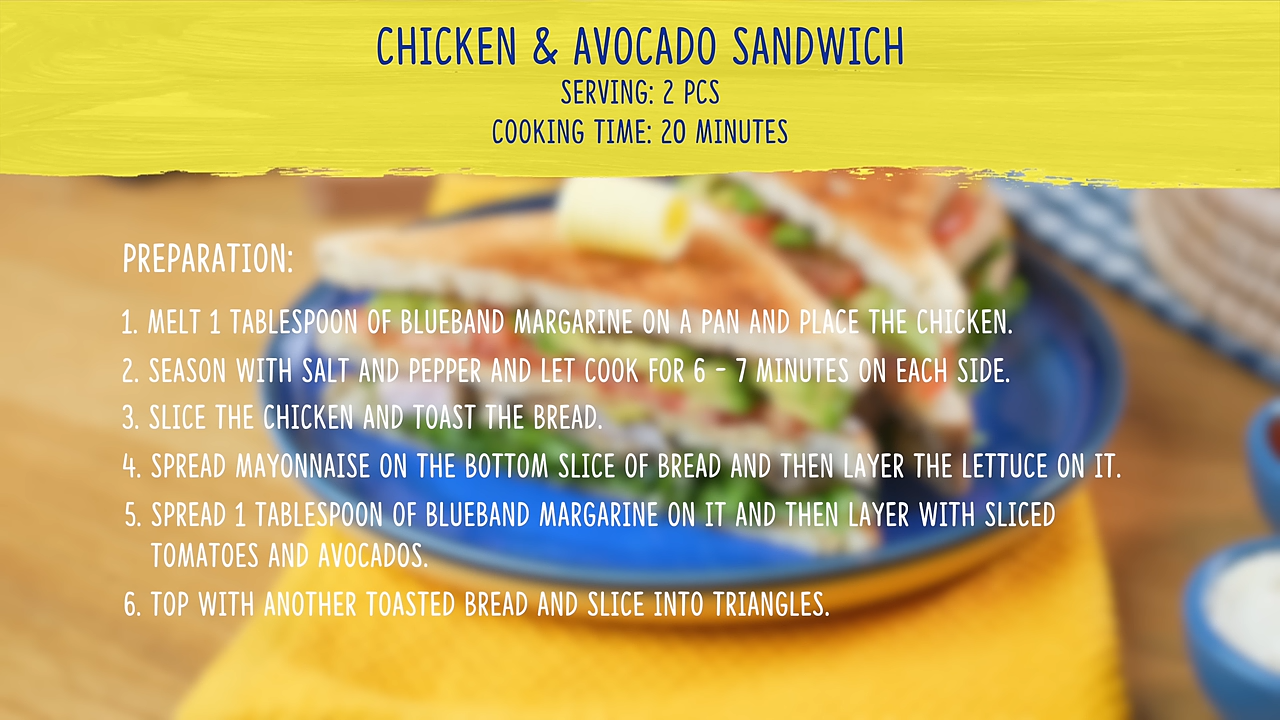 CHICKEN & AVOCADO SANDWICH
SERVING: 2 PCS
COOKING TIME: 20 MINUTES
PREPARATION:
1. MELT 1 TABLESPOON OF BLUEBAND MARGARINE ON A PAN AND PLACE THE CHICKEN.
2. SEASON WITH SALT AND PEPPER AND LET COOK FOR 6 - 7 MINUTES ON EACH SIDE.
3. SLICE THE CHICKEN AND TOAST THE BREAD.
4. SPREAD MAYONNAISE ON THE BOTTOM SLICE OF BREAD AND THEN LAYER THE LETTUCE ON IT.
5. SPREAD 1 TABLESPOON OF BLUEBAND MARGARINE ON IT AND THEN LAYER WITH SLICED
TOMATOES AND AVOCADOS.
6. TOP WITH ANOTHER TOASTED BREAD AND SLICE INTO TRIANGLES.